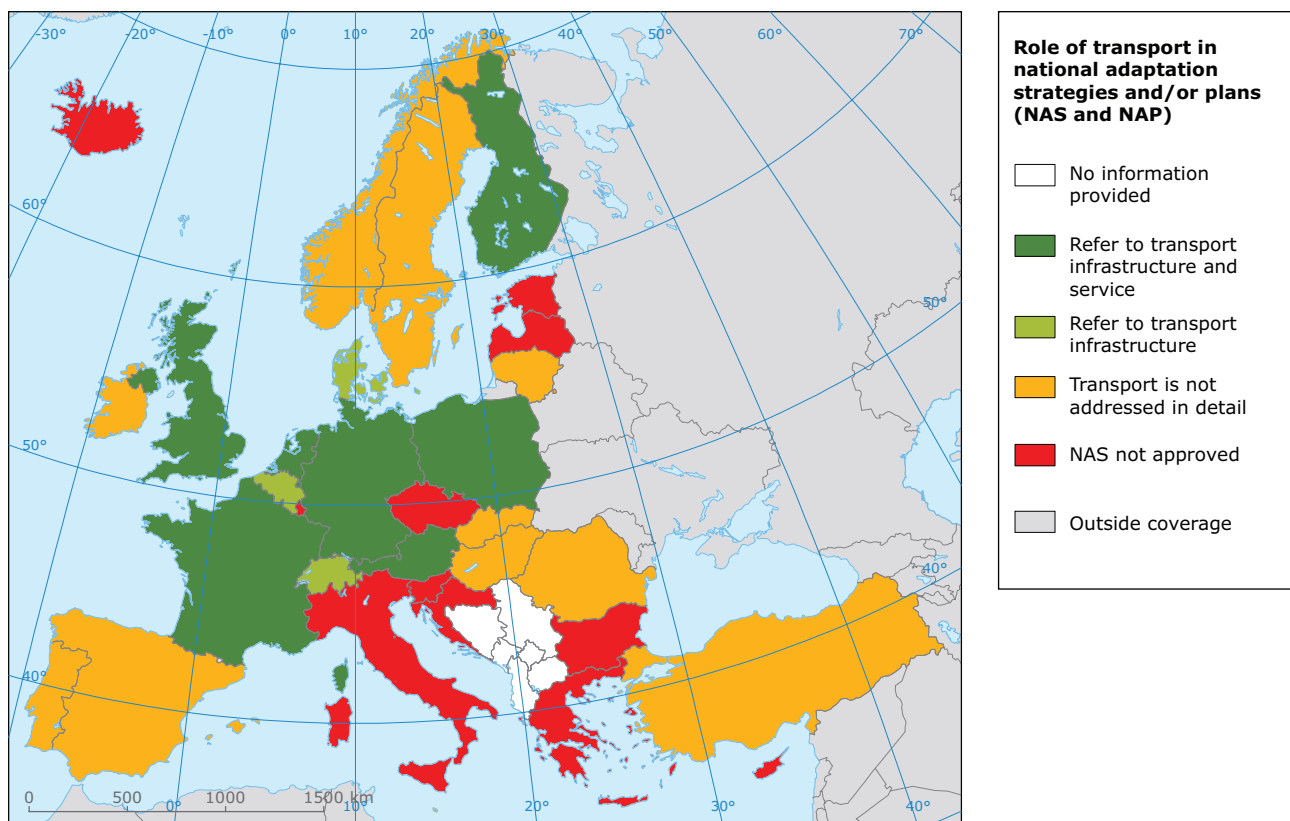 -30° -20° -10° 0° 10° 20° 30° 40° 50° 60° 70°
60°
50°
50°
40°
40°
0 500 1000 1500 km
0° 10° 20° 30° 40°
Role of transport in
national adaptation
strategies and/or plans
(NAS and NAP)
No information
provided
Refer to transport
infrastructure and
service
Refer to transport
infrastructure
Transport is not
addressed in detail
NAS not approved
Outside coverage